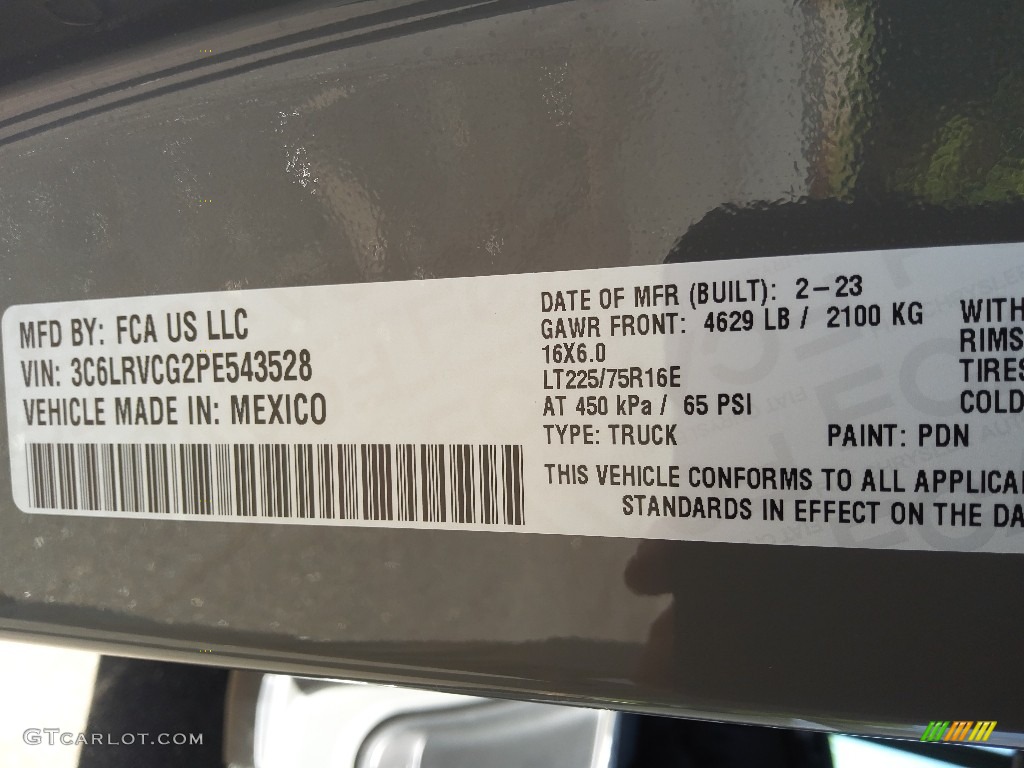 MFD BY: FCA US LLC
VIN: 3C6LRVCG2PE543528
VEHICLE MADE IN: MEXICO
DATE OF MFR (BUILT): 2-23
GAWR FRONT: 4629 LB / 2100 KG
16X6.0
LT225/75R16E
AT 450 kPa / 65 PSI
TYPE: TRUCK PAINT: PDN
WITH
RIMS
TIRES
COLD
THIS VEHICLE CONFORMS TO ALL APPLICA
STANDARDS IN EFFECT ON THE DA
GTCARLOT.COM